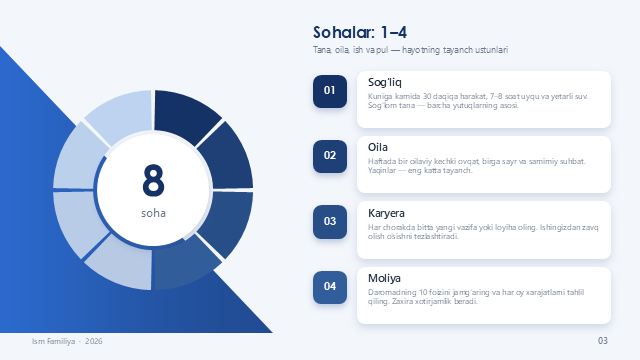 Sohalar: 1–4
Tana, oila, ish va pul — hayotning tayanch ustunlari
8
soha
01
Sog'liq
Kuniga kamida 30 daqiqa harakat, 7–8 soat uyqu va yetarli suv.
Sog'lom tana — barcha yutuqlarning asosi.
02
Oila
Haftada bir oilaviy kechki ovqat, birga sayr va samimiy suhbat.
Yaqinlar — eng katta tayanch.
03
Karyera
Har chorakda bitta yangi vazifa yoki loyiha oling. Ishingizdan zavq
olish o'sishni tezlashtiradi.
04
Moliya
Daromadning 10 foizini jamg'aring va har oy xarajatlarni tahlil
qiling. Zaxira xotirjamlik beradi.
Ism Familiya · 2026
03